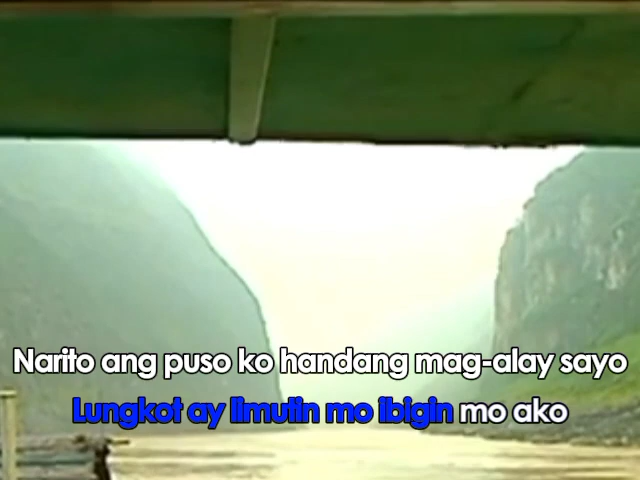 Narito ang puso ko handang mag-alay sayo
Lungkot ay limutin mo ibigin mo ako